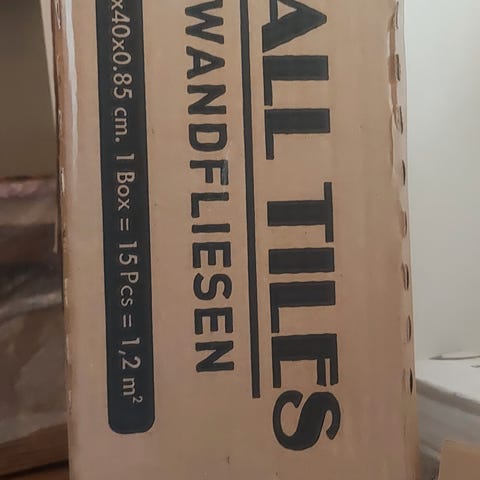 ALL TILES
WANDFLIESEN
x40x0.85 cm. 1 Box = 15 Pcs = 1,2 m²